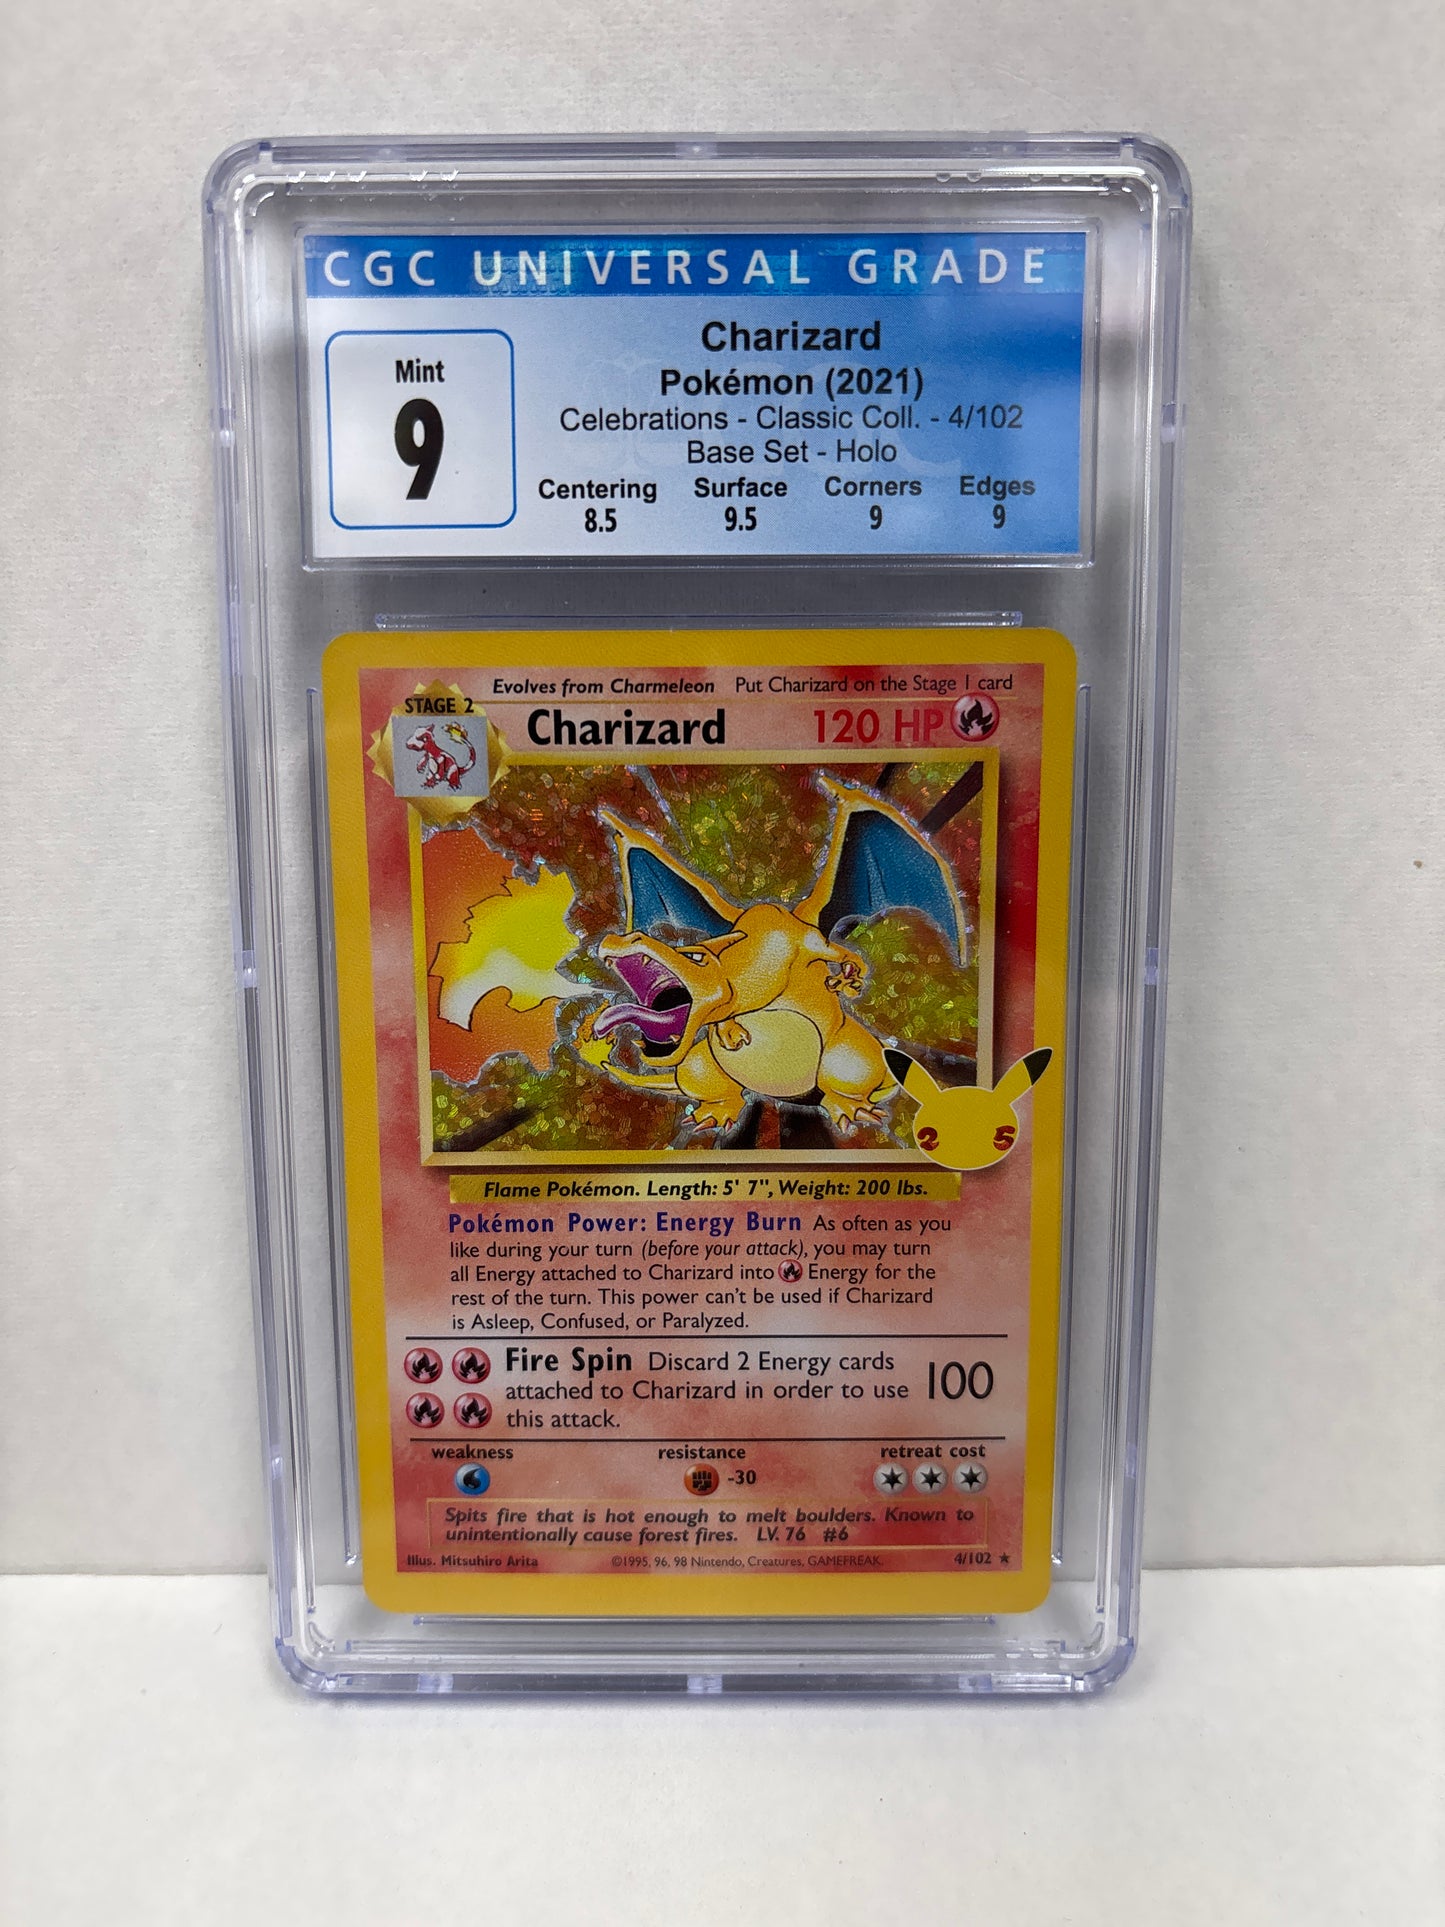 CGC UNIVERSAL GRADE
Mint
9
Charizard
Pokémon (2021)
Celebrations - Classic Coll. - 4/102
Base Set - Holo
Centering Surface Corners Edges
8.5 9.5 9 9
Evolves from Charmeleon Put Charizard on the Stage 1 card
STAGE 2
Charizard 120 HP
25
Flame Pokémon. Length: 5' 7", Weight: 200 lbs.
Pokémon Power: Energy Burn As often as you
like during your turn (before your attack), you may turn
all Energy attached to Charizard into Energy for the
rest of the turn. This power can't be used if Charizard
is Asleep, Confused, or Paralyzed.
Fire Spin Discard 2 Energy cards
attached to Charizard in order to use 100
this attack.
weakness resistance retreat cost
-30
Spits fire that is hot enough to melt boulders. Known to
unintentionally cause forest fires. LV. 76 #6
Illus. Mitsuhiro Arita ©1995, 96, 98 Nintendo, Creatures, GAMEFREAK. 4/102 ★